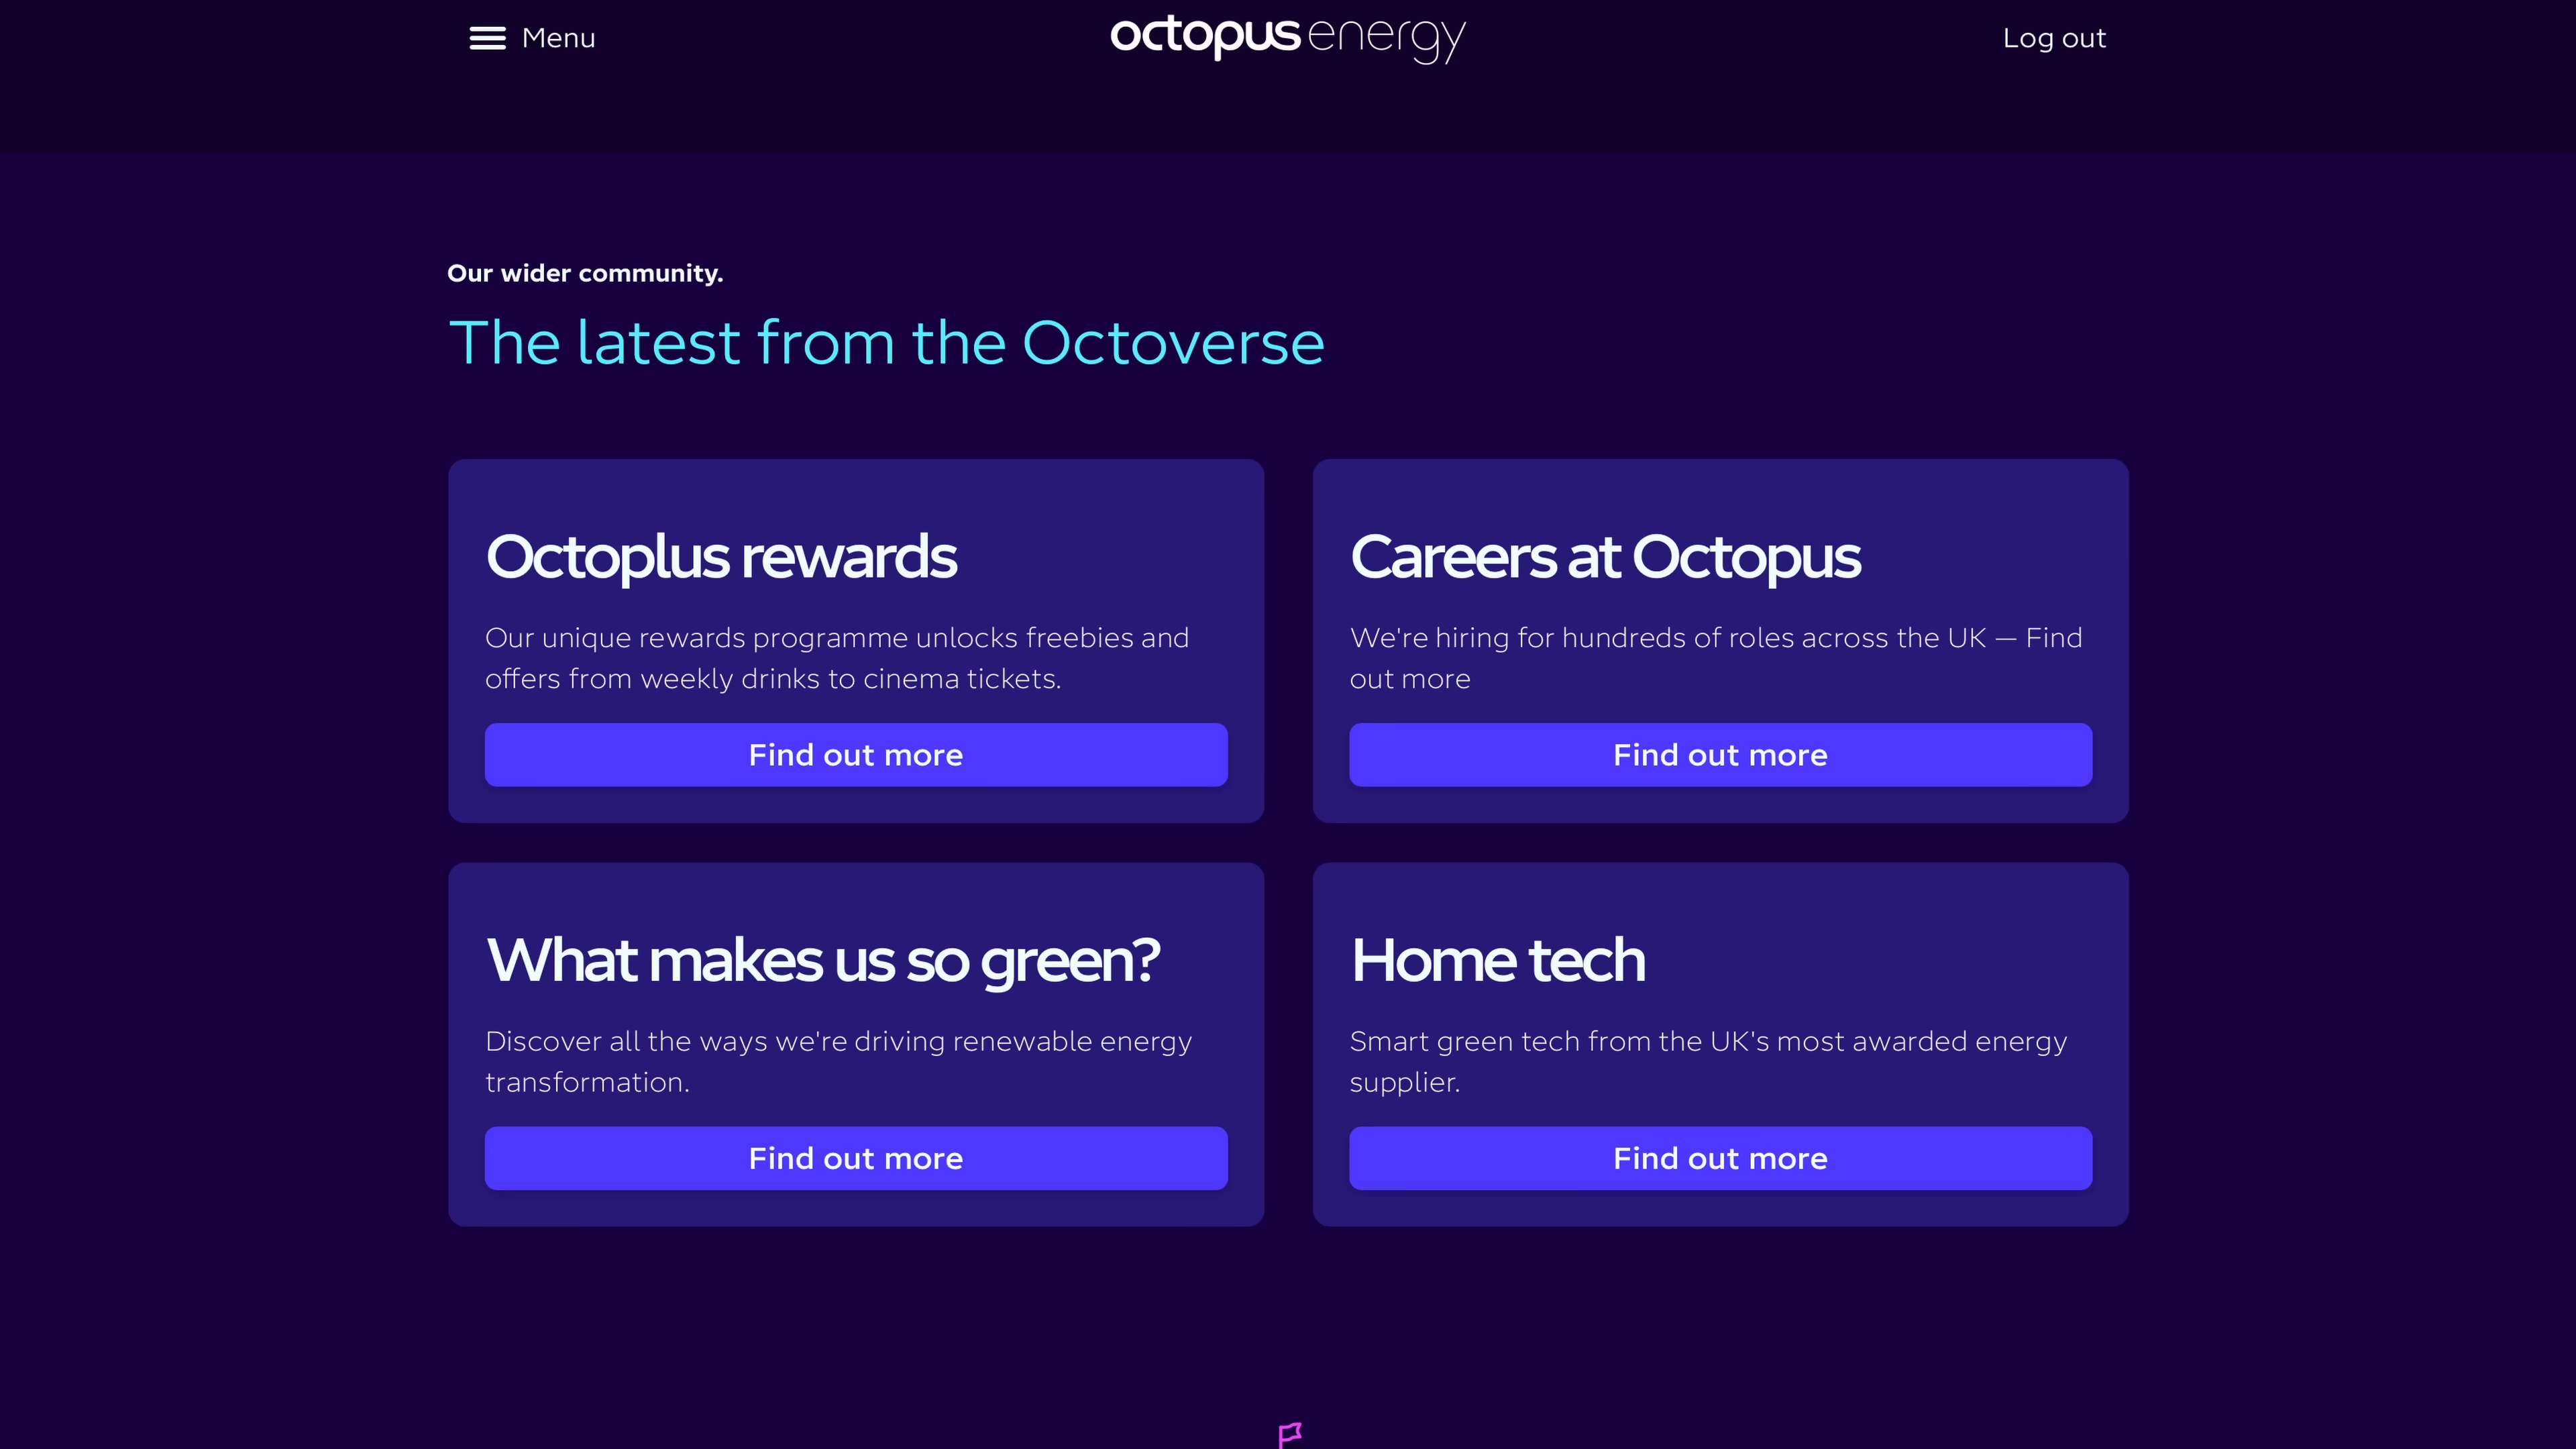 Menu
octopus energy
Log out
Our wider community.
The latest from the Octoverse
Octoplus rewards
Our unique rewards programme unlocks freebies and
offers from weekly drinks to cinema tickets.
Find out more
Careers at Octopus
We're hiring for hundreds of roles across the UK — Find
out more
Find out more
What makes us so green?
Discover all the ways we're driving renewable energy
transformation.
Find out more
Home tech
Smart green tech from the UK's most awarded energy
supplier.
Find out more